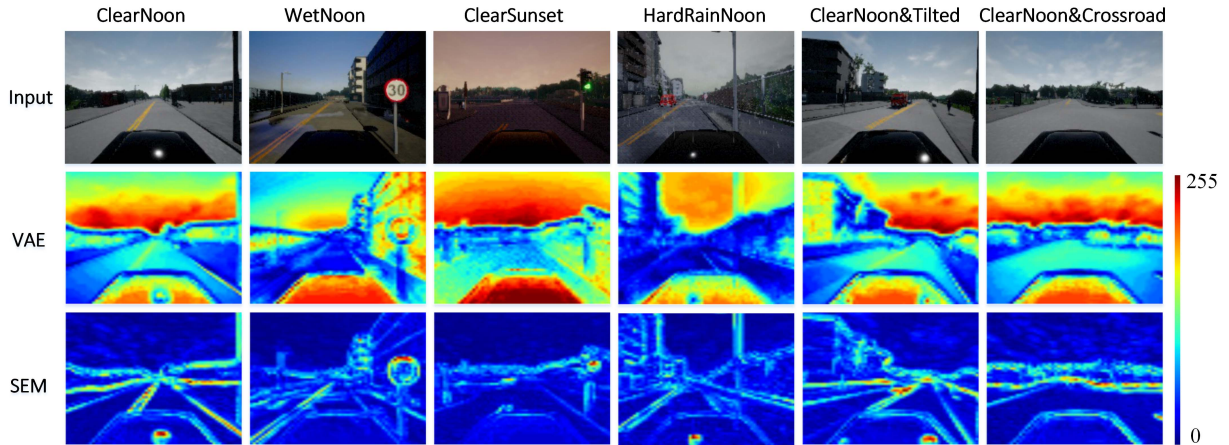 ClearNoon WetNoon ClearSunset HardRainNoon ClearNoon&Tilted ClearNoon&Crossroad
Input
30
VAE
255
SEM
0